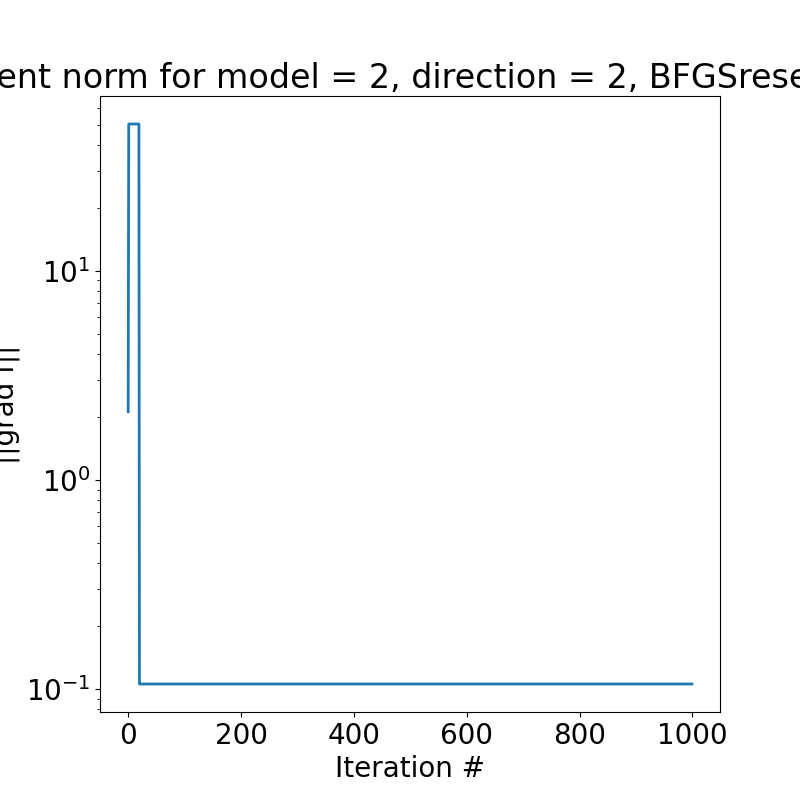 ent norm for model = 2, direction = 2, BFGSrese
||grad f||
10¹
10⁰
10⁻¹
0 200 400 600 800 1000
Iteration #